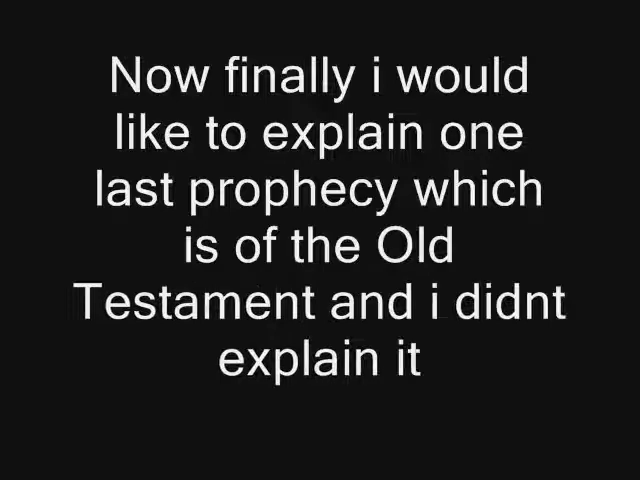 Now finally i would
like to explain one
last prophecy which
is of the Old
Testament and i didnt
explain it